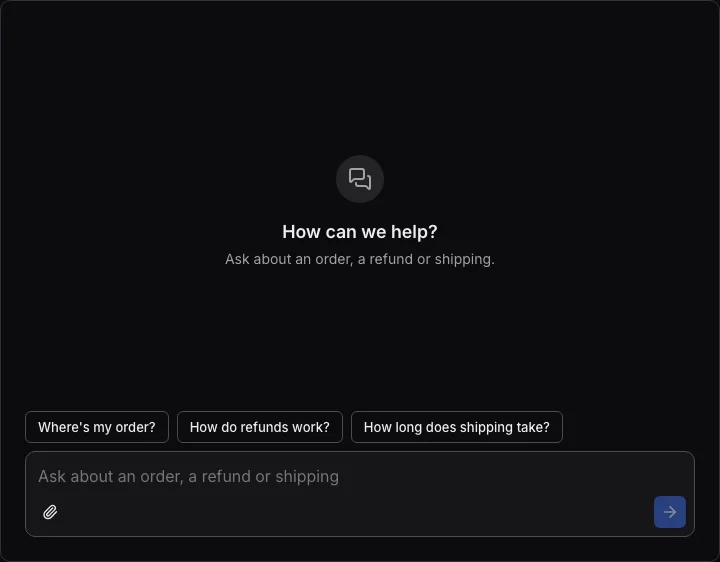 How can we help?
Ask about an order, a refund or shipping.
Where's my order?
How do refunds work?
How long does shipping take?
Ask about an order, a refund or shipping